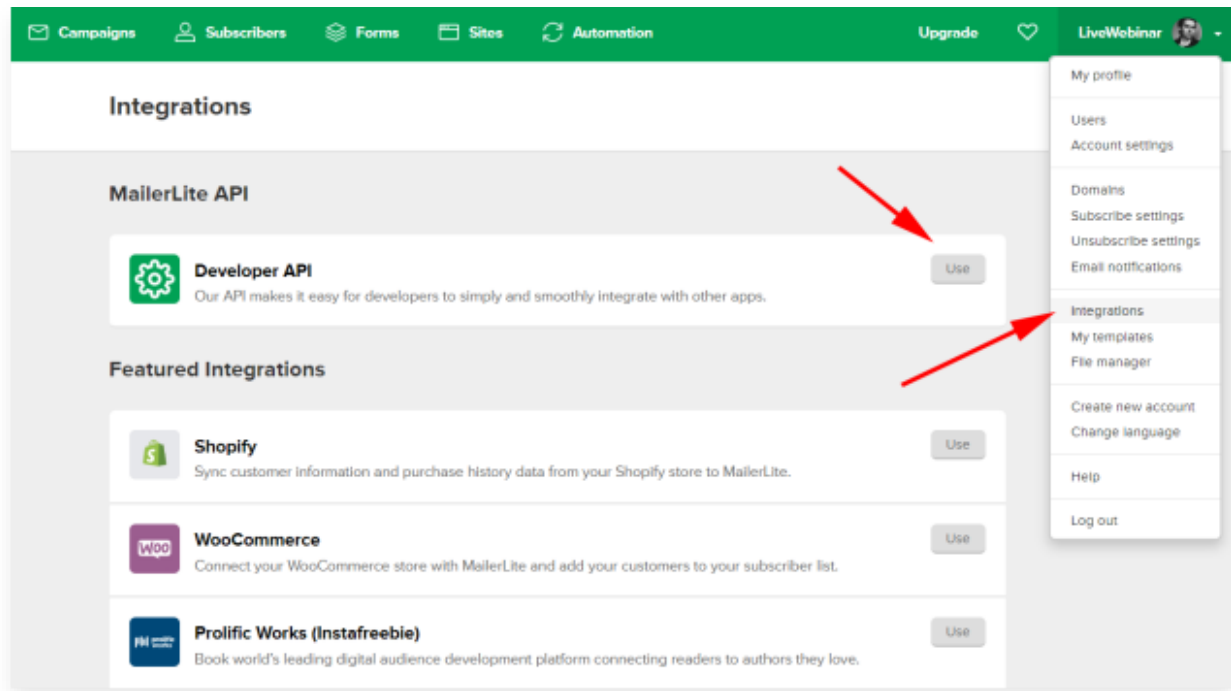 Campaigns Subscribers Forms Sites Automation Upgrade LiveWebinar
Integrations
MailerLite API
Developer API
Our API makes it easy for developers to simply and smoothly integrate with other apps.
Use
Featured Integrations
Shopify
Sync customer information and purchase history data from your Shopify store to MailerLite.
Use
WOO
WooCommerce
Connect your WooCommerce store with MailerLite and add your customers to your subscriber list.
Use
prolific works
Prolific Works (Instafreebie)
Book world's leading digital audience development platform connecting readers to authors they love.
Use
My profile
Users
Account settings
Domains
Subscribe settings
Unsubscribe settings
Email notifications
Integrations
My templates
File manager
Create new account
Change language
Help
Log out